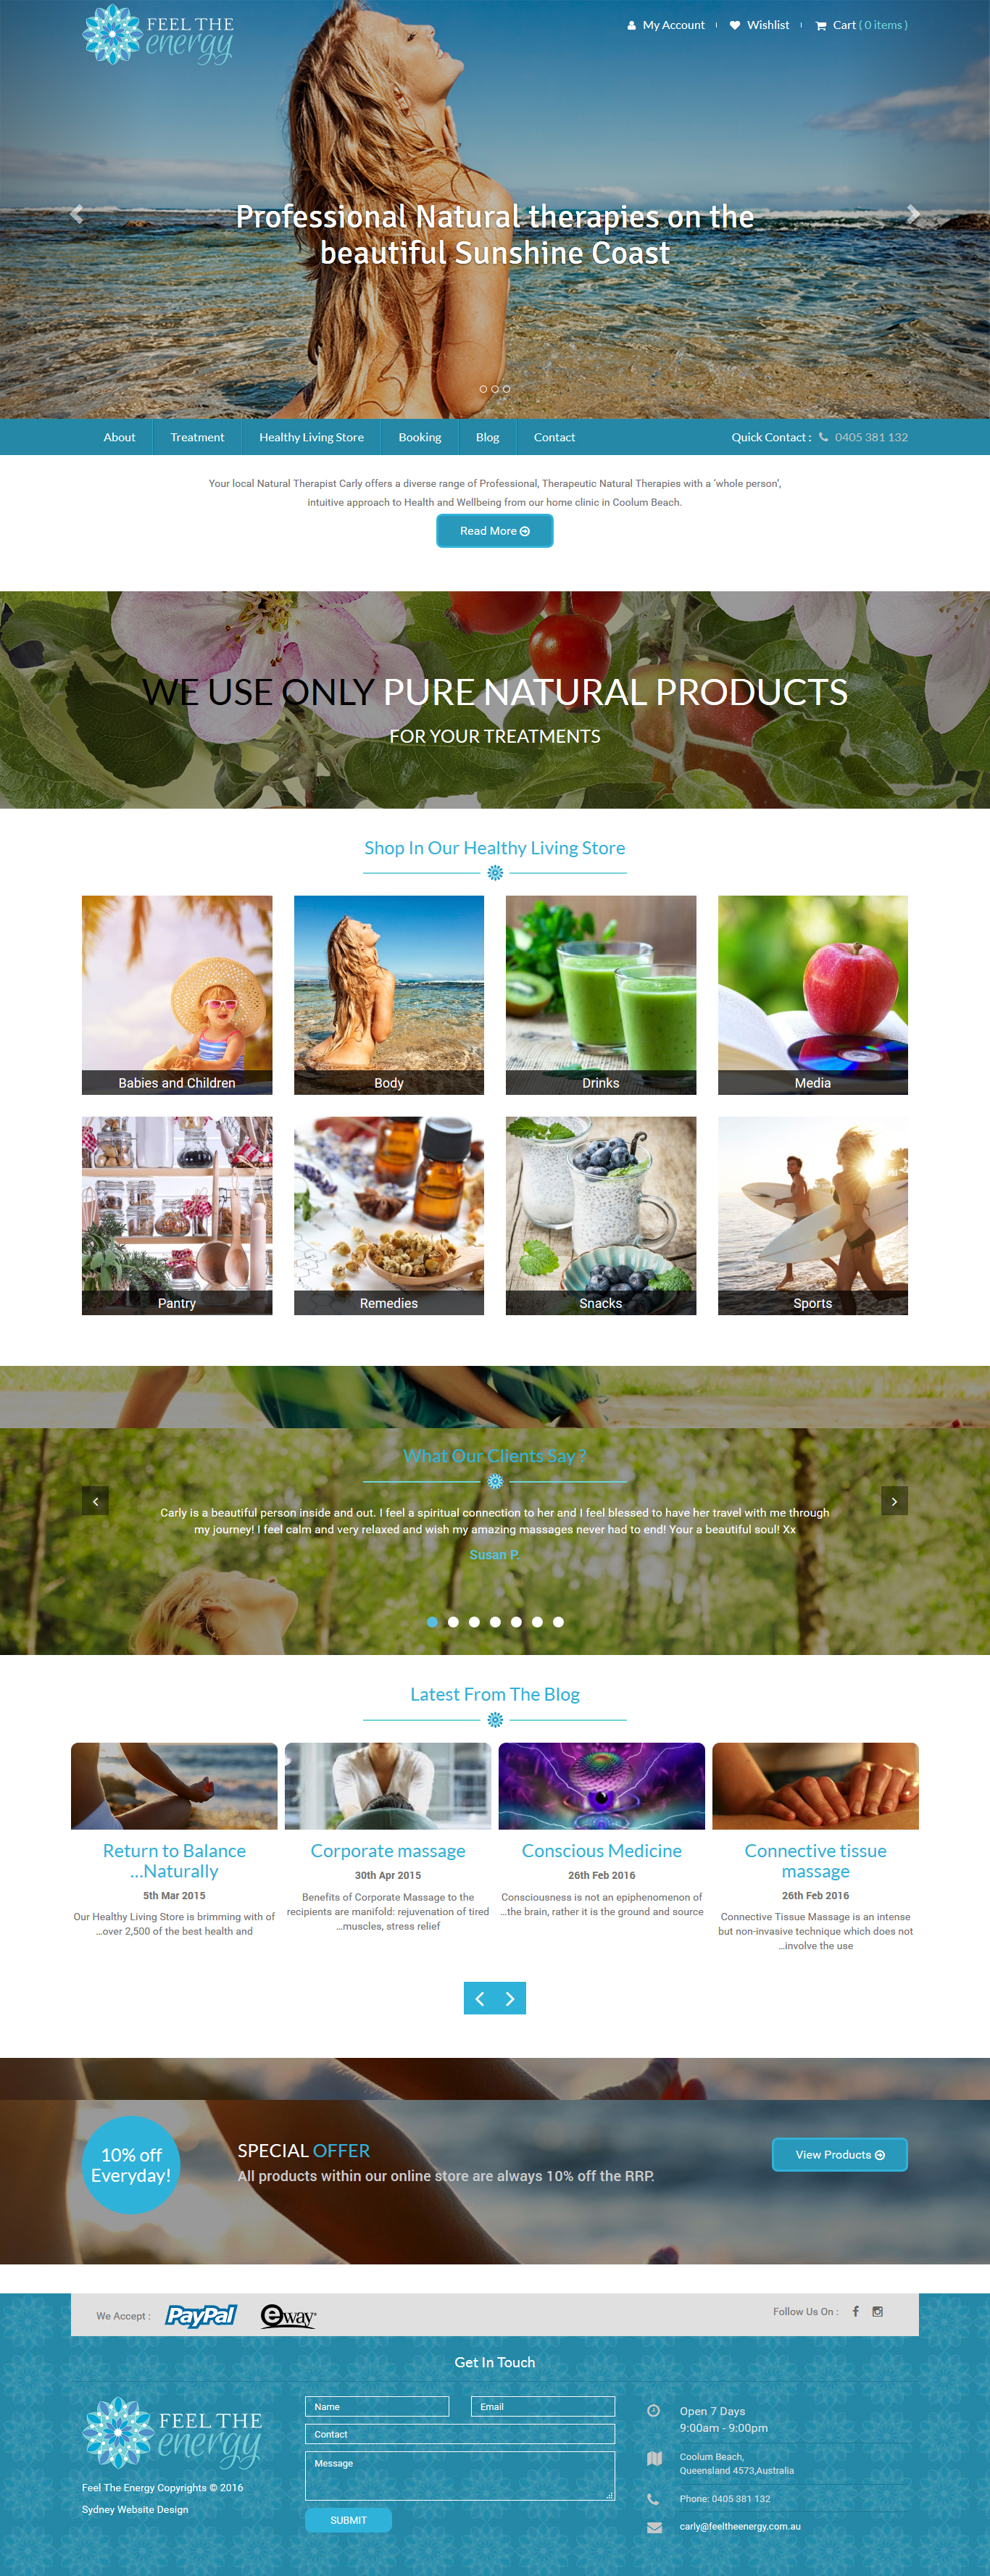 FEEL THE
energy
My Account
Wishlist
Cart ( 0 items )
Professional Natural therapies on the
beautiful Sunshine Coast
About
Treatment
Healthy Living Store
Booking
Blog
Contact
Quick Contact : 0405 381 132
Your local Natural Therapist Carly offers a diverse range of Professional, Therapeutic Natural Therapies with a ‘whole person’,
intuitive approach to Health and Wellbeing from our home clinic in Coolum Beach.
Read More
WE USE ONLY PURE NATURAL PRODUCTS
FOR YOUR TREATMENTS
Shop In Our Healthy Living Store
Babies and Children
Body
Drinks
Media
Pantry
Remedies
Snacks
Sports
What Our Clients Say ?
Carly is a beautiful person inside and out. I feel a spiritual connection to her and I feel blessed to have her travel with me through
my journey! I feel calm and very relaxed and wish my amazing massages never had to end! Your a beautiful soul! Xx
Susan P.
Latest From The Blog
Return to Balance
...Naturally
5th Mar 2015
Our Healthy Living Store is brimming with of
...over 2,500 of the best health and
Corporate massage
30th Apr 2015
Benefits of Corporate Massage to the
recipients are manifold: rejuvenation of tired
...muscles, stress relief
Conscious Medicine
26th Feb 2016
Consciousness is not an epiphenomenon of
...the brain, rather it is the ground and source
Connective tissue
massage
26th Feb 2016
Connective Tissue Massage is an intense
but non-invasive technique which does not
...involve the use
10% off
Everyday!
SPECIAL OFFER
All products within our online store are always 10% off the RRP.
View Products
We Accept :
PayPal
eway
Follow Us On :
Get In Touch
FEEL THE
energy
Feel The Energy Copyrights © 2016
Sydney Website Design
Name
Email
Contact
Message
SUBMIT
Open 7 Days
9:00am - 9:00pm
Coolum Beach,
Queensland 4573,Australia
Phone: 0405 381 132
carly@feeltheenergy.com.au